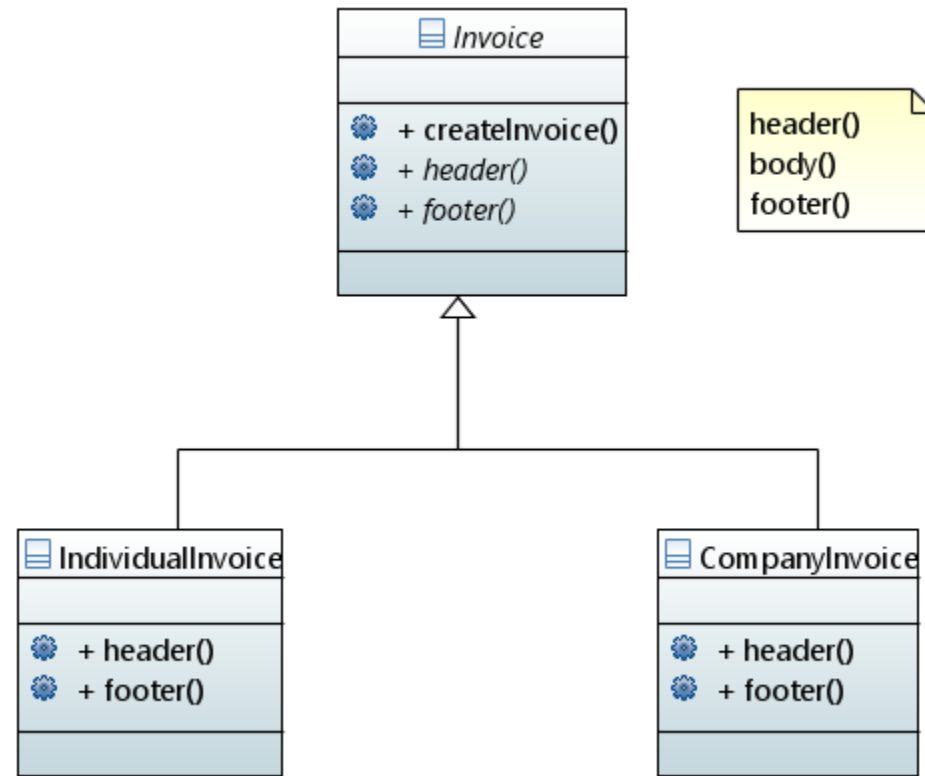 Invoice
+ createInvoice()
+ header()
+ footer()
header()
body()
footer()
IndividualInvoice
+ header()
+ footer()
CompanyInvoice
+ header()
+ footer()